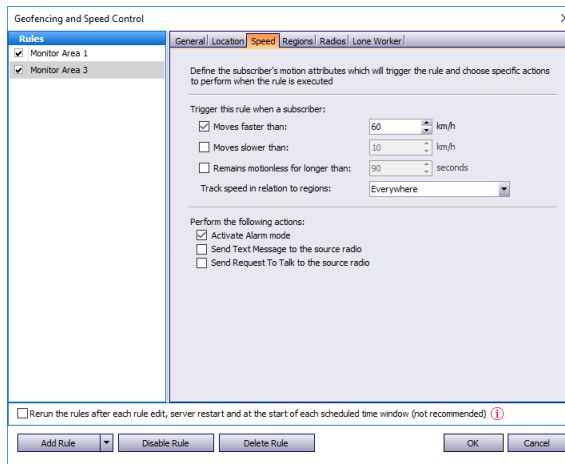 Geofencing and Speed Control
Rules
Monitor Area 1
Monitor Area 3
General Location Speed Regions Radios Lone Worker
Define the subscriber's motion attributes which will trigger the rule and choose specific actions
to perform when the rule is executed
Trigger this rule when a subscriber:
Moves faster than: 60 km/h
Moves slower than: 10 km/h
Remains motionless for longer than: 90 seconds
Track speed in relation to regions: Everywhere
Perform the following actions:
Activate Alarm mode
Send Text Message to the source radio
Send Request To Talk to the source radio
Rerun the rules after each rule edit, server restart and at the start of each scheduled time window (not recommended)
Add Rule Disable Rule Delete Rule OK Cancel